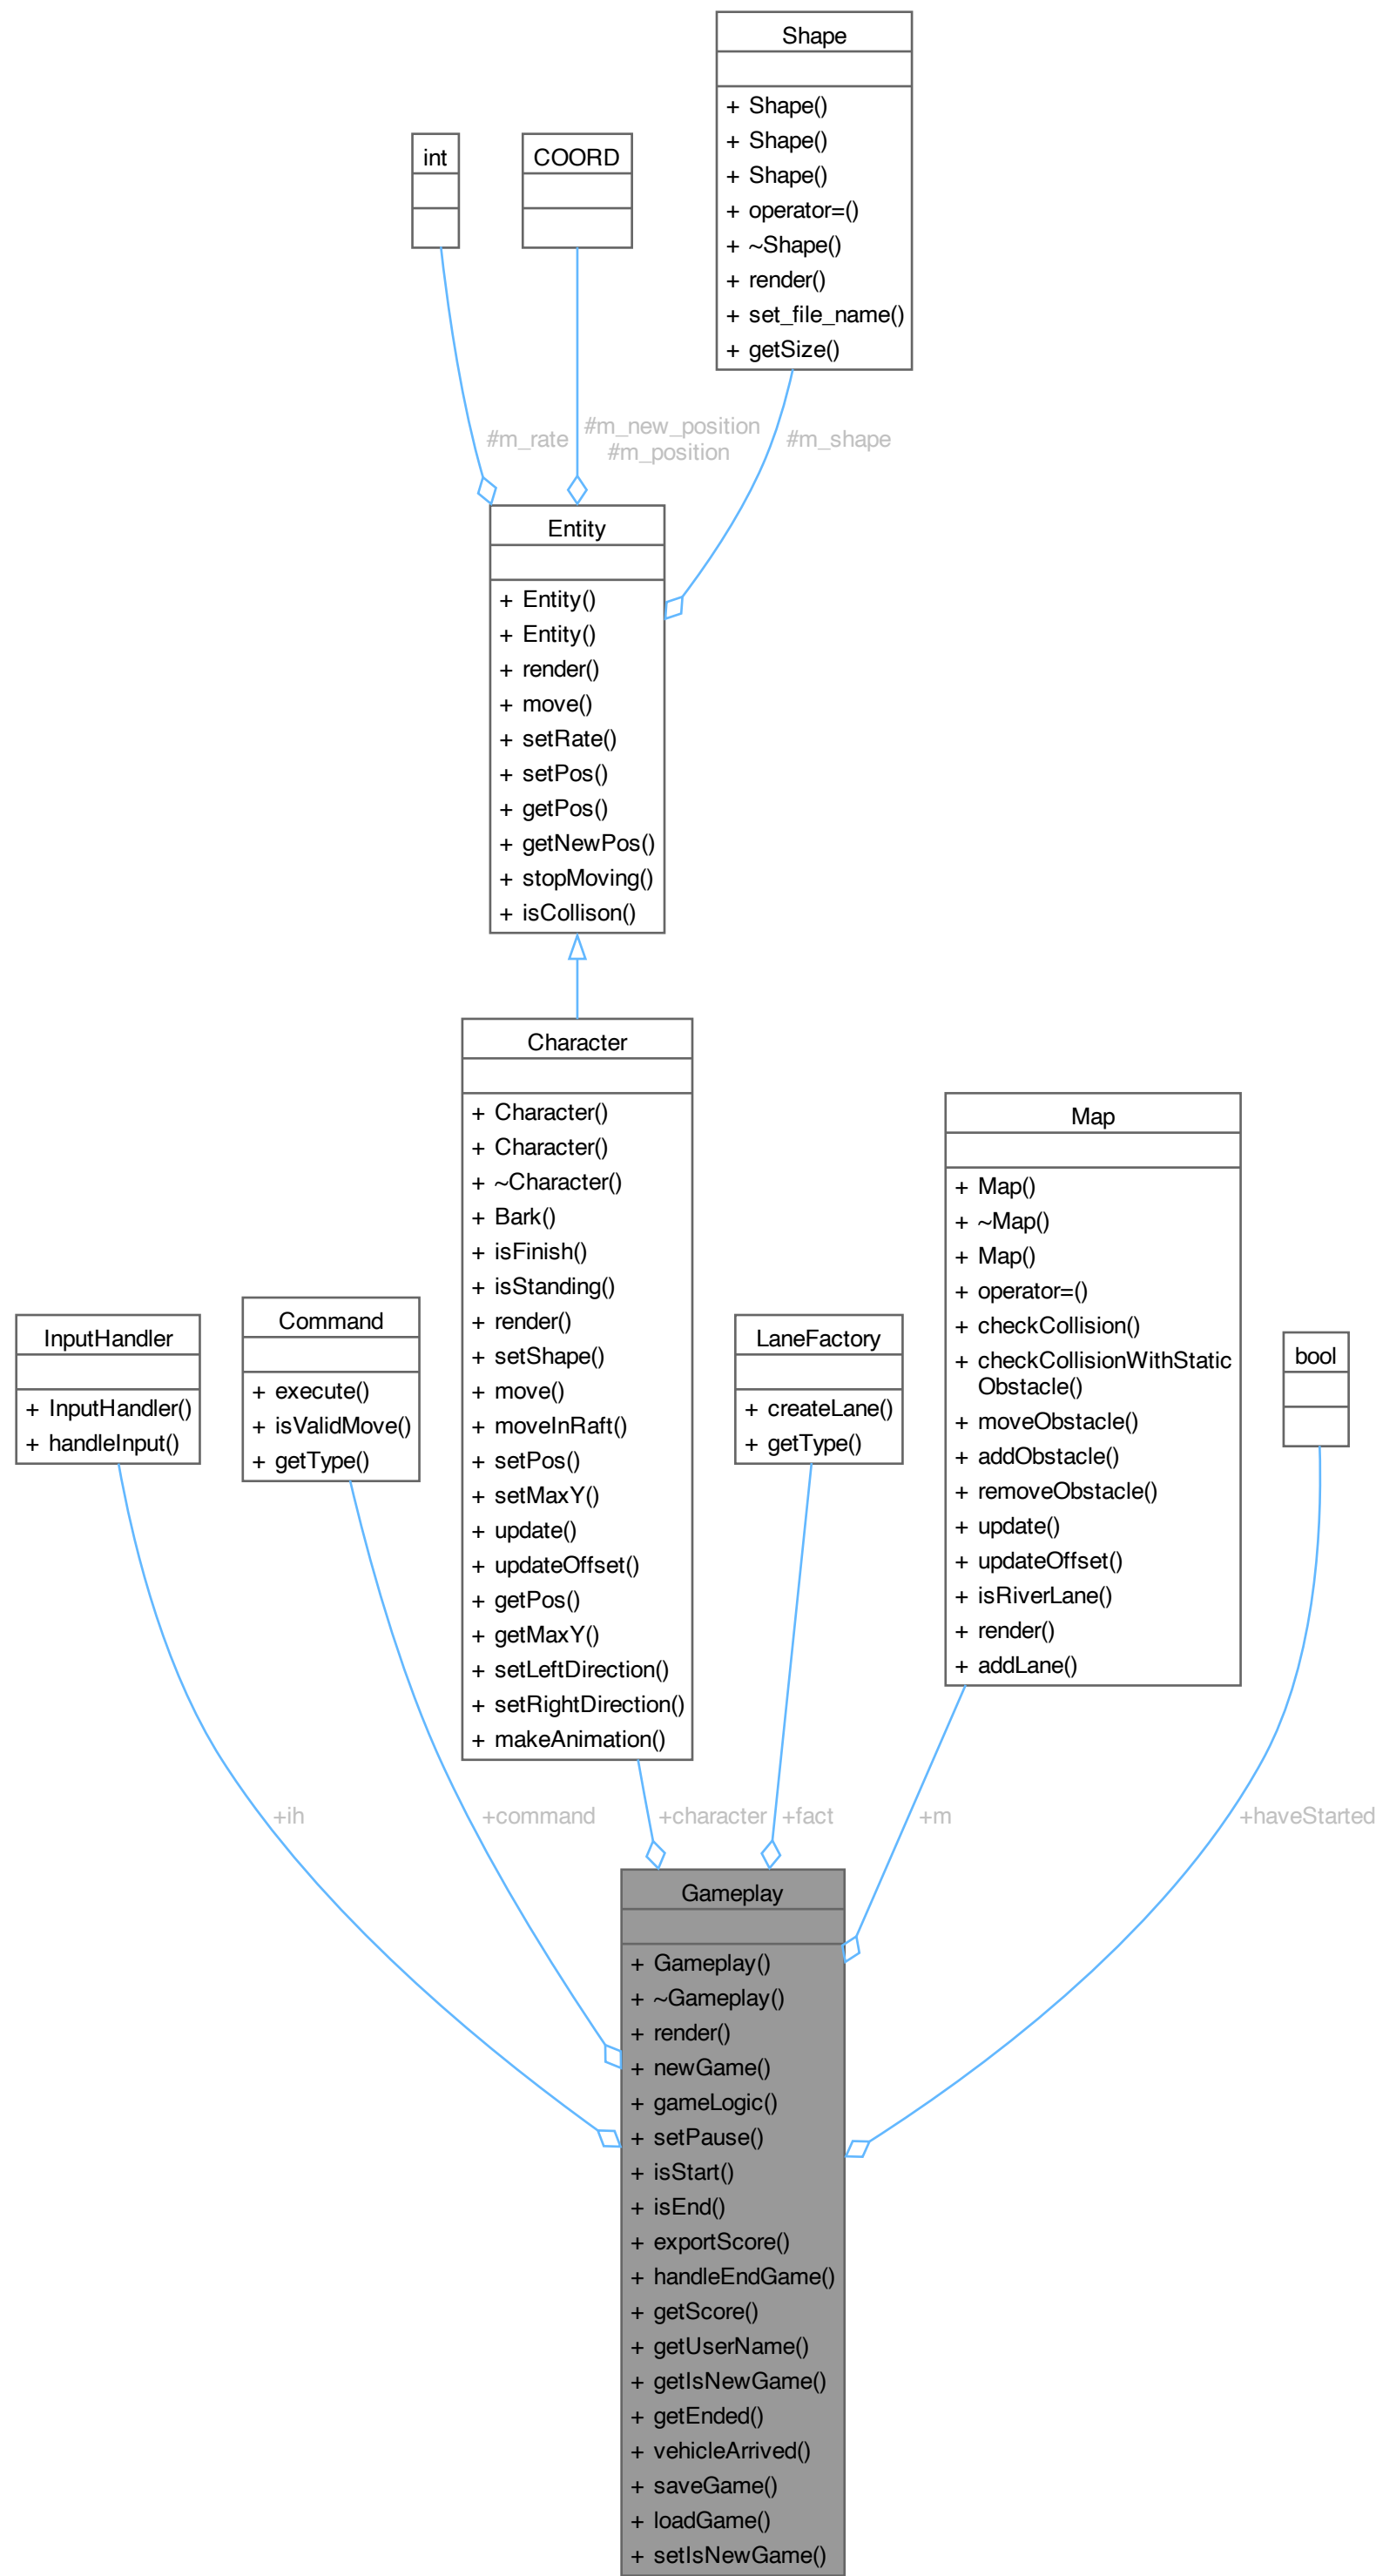 Shape
+ Shape()
+ Shape()
+ Shape()
+ operator=()
+ ~Shape()
+ render()
+ set_file_name()
+ getSize()
int
COORD
#m_rate
#m_new_position
#m_position
#m_shape
Entity
+ Entity()
+ Entity()
+ render()
+ move()
+ setRate()
+ setPos()
+ getPos()
+ getNewPos()
+ stopMoving()
+ isCollison()
Character
+ Character()
+ Character()
+ ~Character()
+ Bark()
+ isFinish()
+ isStanding()
+ render()
+ setShape()
+ move()
+ moveInRaft()
+ setPos()
+ setMaxY()
+ update()
+ updateOffset()
+ getPos()
+ getMaxY()
+ setLeftDirection()
+ setRightDirection()
+ makeAnimation()
Map
+ Map()
+ ~Map()
+ Map()
+ operator=()
+ checkCollision()
+ checkCollisionWithStatic
Obstacle()
+ moveObstacle()
+ addObstacle()
+ removeObstacle()
+ update()
+ updateOffset()
+ isRiverLane()
+ render()
+ addLane()
InputHandler
+ InputHandler()
+ handleInput()
Command
+ execute()
+ isValidMove()
+ getType()
LaneFactory
+ createLane()
+ getType()
bool
+ih
+command
+character
+fact
+m
+haveStarted
Gameplay
+ Gameplay()
+ ~Gameplay()
+ render()
+ newGame()
+ gameLogic()
+ setPause()
+ isStart()
+ isEnd()
+ exportScore()
+ handleEndGame()
+ getScore()
+ getUserName()
+ getIsNewGame()
+ getEnded()
+ vehicleArrived()
+ saveGame()
+ loadGame()
+ setIsNewGame()